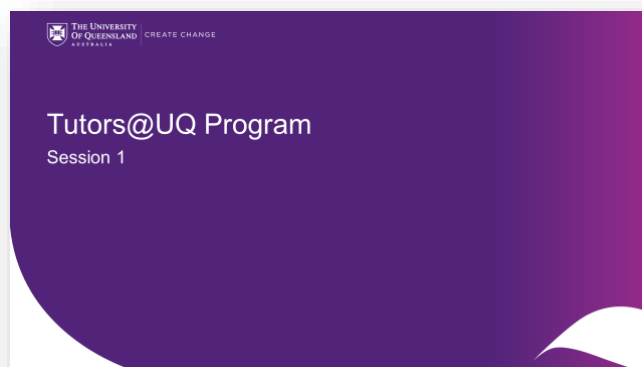 THE UNIVERSITY
OF QUEENSLAND
AUSTRALIA
CREATE CHANGE
Tutors@UQ Program
Session 1